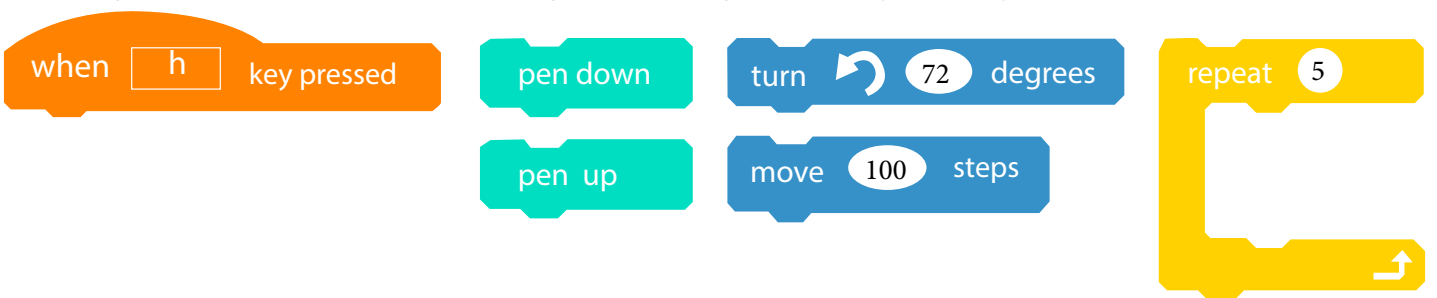 when h key pressed
pen down
turn 72 degrees
repeat 5
pen up
move 100 steps